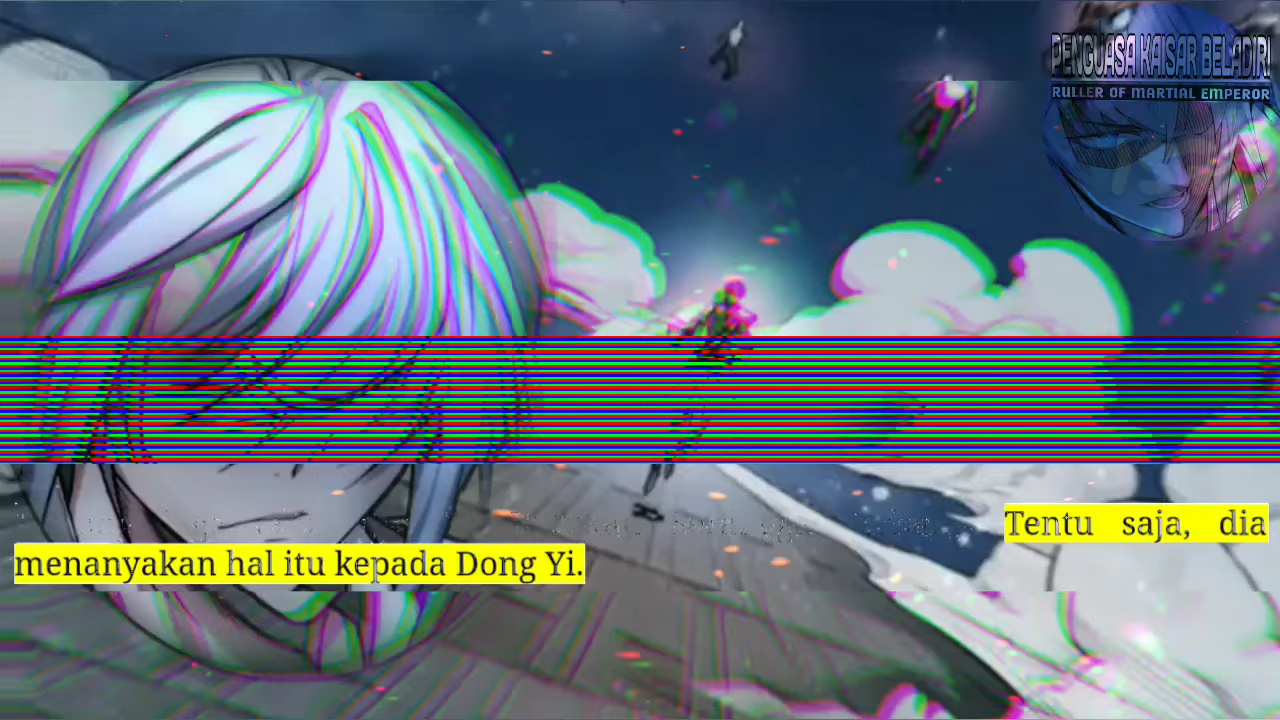 PENGUASA KAISAR BELADIRI
RULLER OF MARTIAL EMPEROR
Tentu saja, dia
menanyakan hal itu kepada Dong Yi.